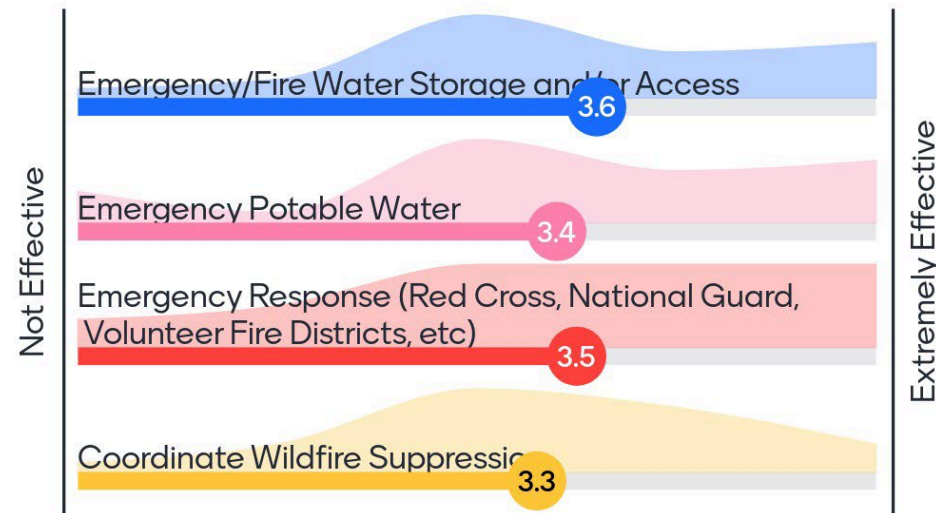 Not Effective
Emergency/Fire Water Storage and/or Access
3.6
Emergency Potable Water
3.4
Emergency Response (Red Cross, National Guard,
Volunteer Fire Districts, etc)
3.5
Coordinate Wildfire
3.3
Extremely Effective